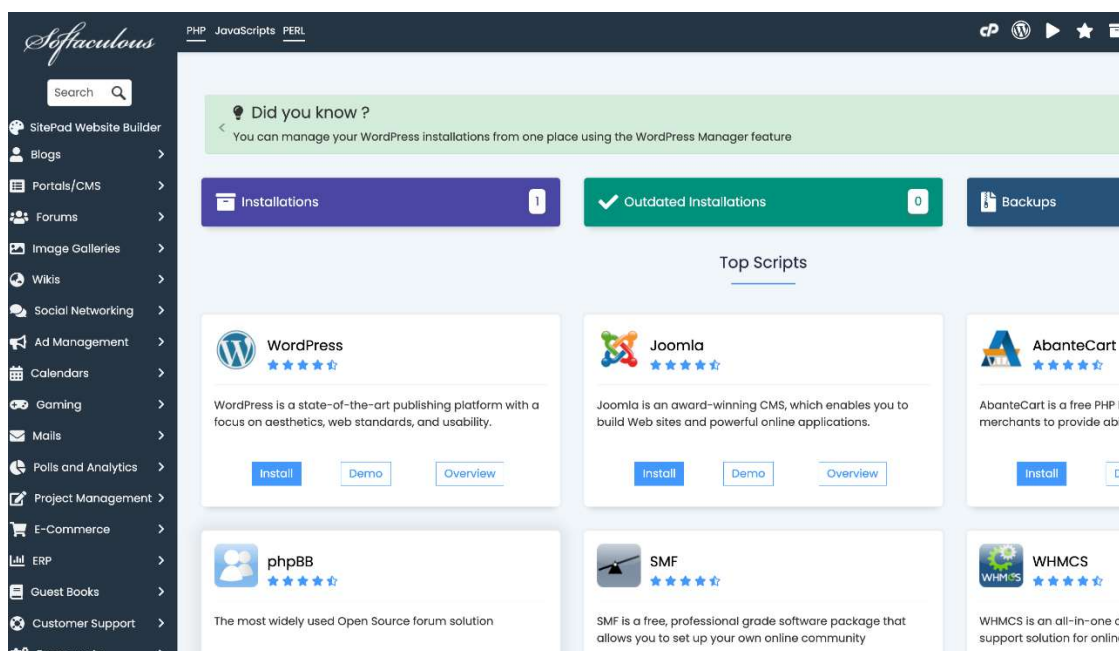 Softaculous
PHP JavaScripts PERL
cP
Search
SitePad Website Builder
Blogs
Portals/CMS
Forums
Image Galleries
Wikis
Social Networking
Ad Management
Calendars
Gaming
Mails
Polls and Analytics
Project Management
E-Commerce
ERP
Guest Books
Customer Support
Did you know ?
You can manage your WordPress installations from one place using the WordPress Manager feature
Installations 1
Outdated Installations 0
Backups
Top Scripts
WordPress
WordPress is a state-of-the-art publishing platform with a
focus on aesthetics, web standards, and usability.
Install Demo Overview
Joomla
Joomla is an award-winning CMS, which enables you to
build Web sites and powerful online applications.
Install Demo Overview
AbanteCart
AbanteCart is a free PHP
merchants to provide
Install
phpBB
The most widely used Open Source forum solution
SMF
SMF is a free, professional grade software package that
allows you to set up your own online community
WHMCS
WHMCS
WHMCS is an all-in-one
support solution for